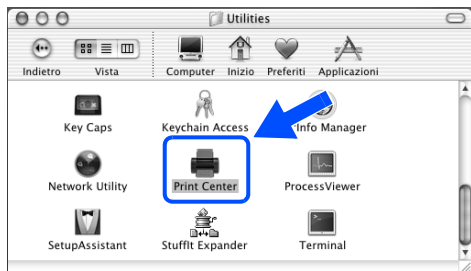 Utilities
Indietro Vista Computer Inizio Preferiti Applicazioni
Key Caps Keychain Access Info Manager
Network Utility Print Center ProcessViewer
SetupAssistant StuffIt Expander Terminal